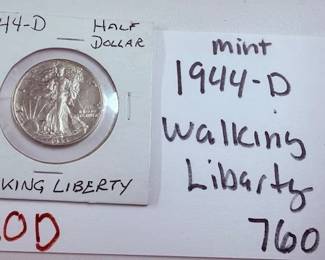 44-D
HALF
DOLLAR
KING LIBERTY
OD
mint
1944-D
Walking
Liberty
760